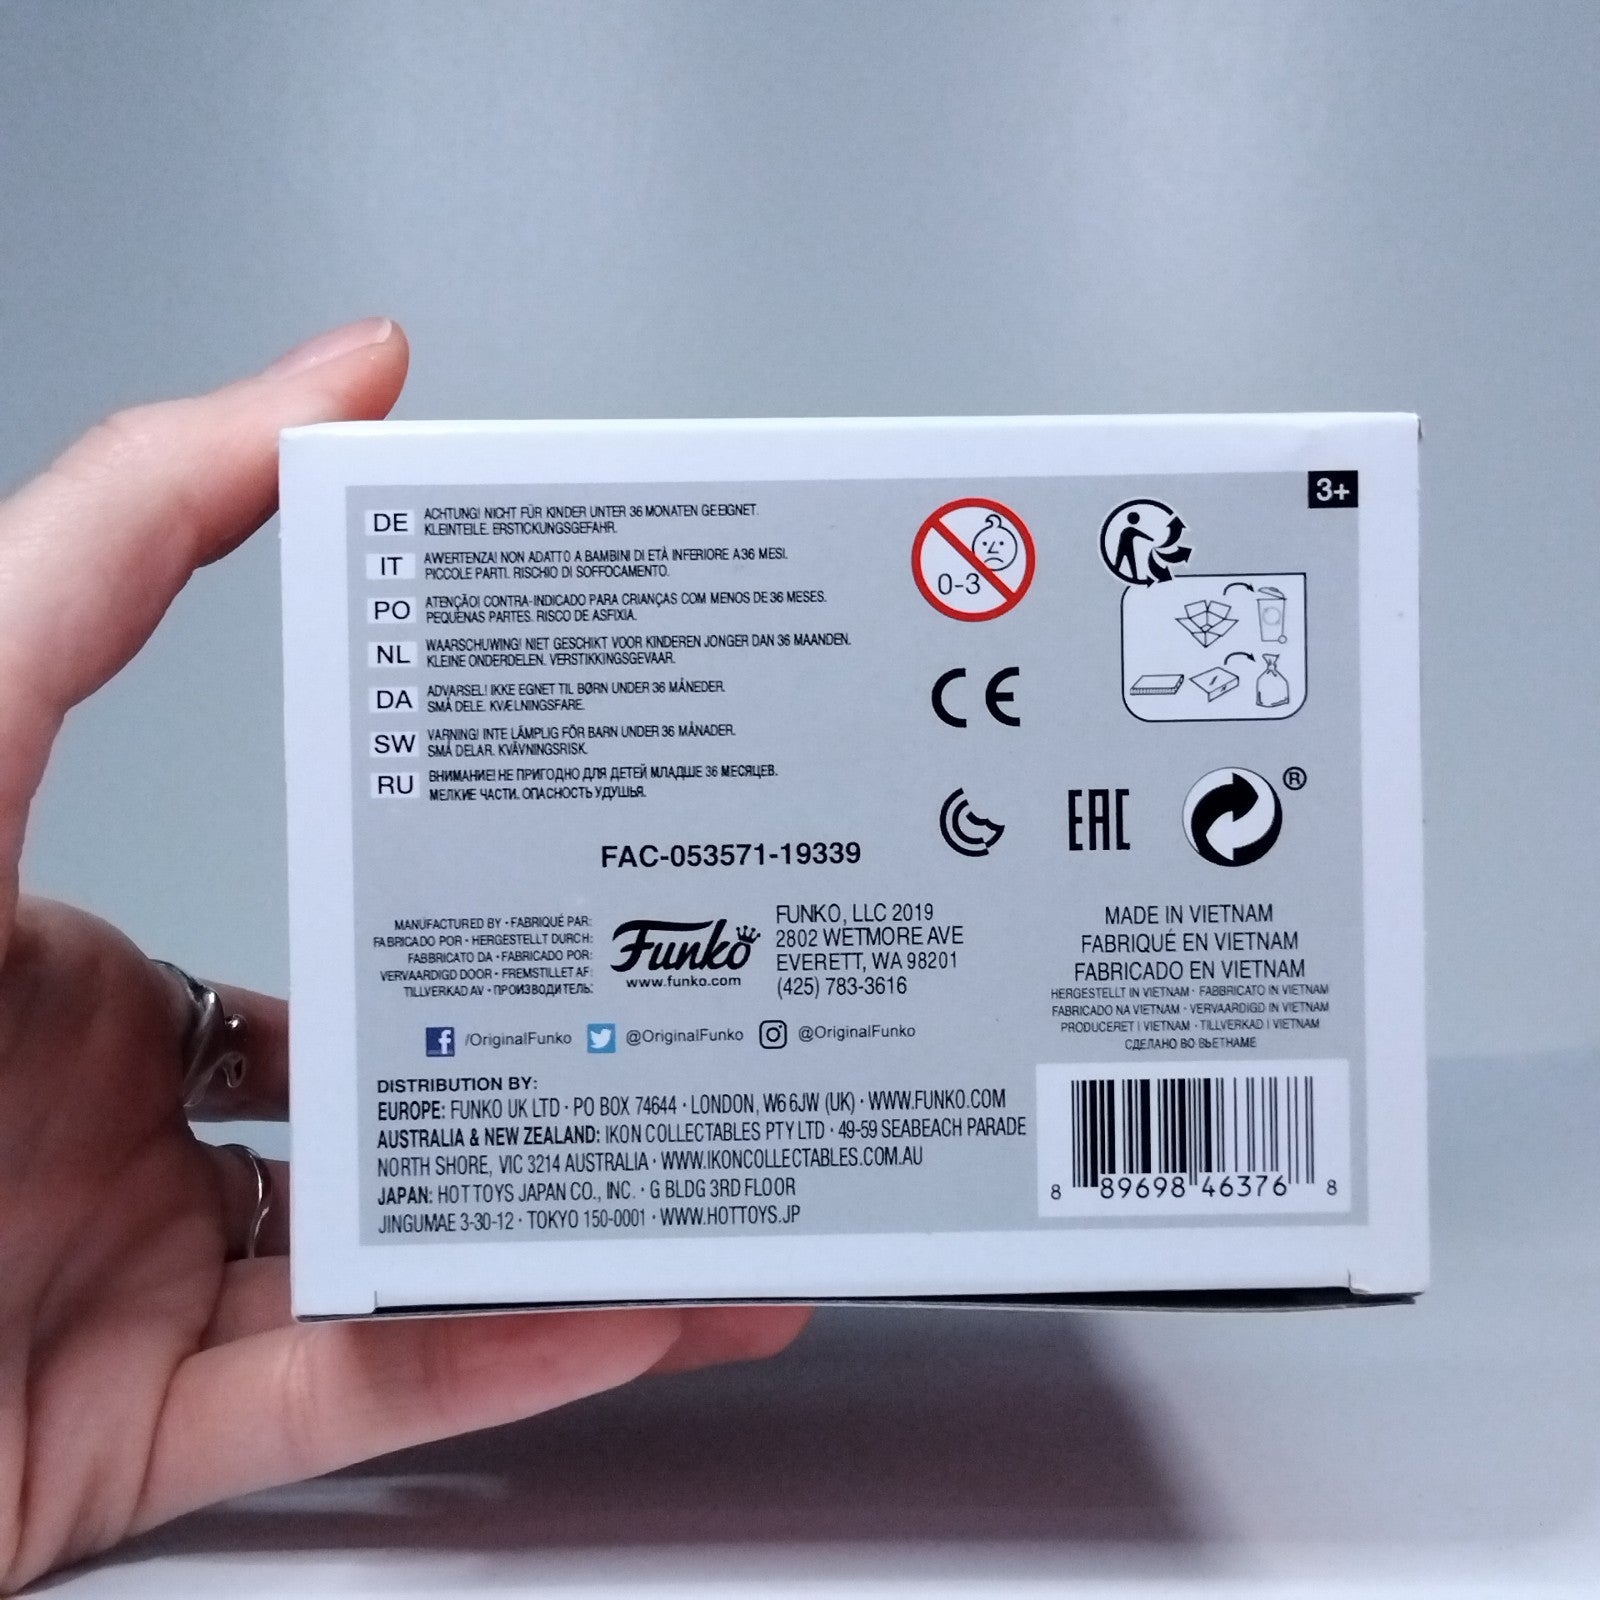 3+
DE
ACHTUNG! NICHT FÜR KINDER UNTER 36 MONATEN GEEIGNET.
KLEINTEILE. ERSTICKUNGSGEFAHR.
IT
AWERTENZA! NON ADATTO A BAMBINI DI ETÀ INFERIORE A 36 MESI.
PICCOLE PARTI. RISCHIO DI SOFFOCAMENTO.
PO
ATENÇÃO! CONTRA-INDICADO PARA CRIANÇAS COM MENOS DE 36 MESES.
PEQUENAS PARTES. RISCO DE ASFIXIA.
NL
WAARSCHUWING! NIET GESCHIKT VOOR KINDEREN JONGER DAN 36 MAANDEN.
KLEINE ONDERDELEN. VERSTIKKINGSGEVAAR.
DA
ADVARSEL! IKKE EGNET TIL BØRN UNDER 36 MÅNEDER.
SMÅ DELE. KVÆLNINGSFARE.
SW
VARNING! INTE LÄMPLIG FÖR BARN UNDER 36 MÅNADER.
SMÅ DELAR. KVÄVNINGSRISK.
RU
ВНИМАНИЕ! НЕ ПРИГОДНО ДЛЯ ДЕТЕЙ МЛАДШЕ 36 МЕСЯЦЕВ.
МЕЛКИЕ ЧАСТИ. ОПАСНОСТЬ УДУШЬЯ.
0-3
CE
EAC
®
FAC-053571-19339
MANUFACTURED BY • FABRIQUÉ PAR:
FABRICADO POR • HERGESTELLT DURCH:
FABBRICATO DA • FABRICADO POR:
VERVAARDIGD DOOR • FREMSTILLET AF:
TILLVERKAD AV • ПРОИЗВОДИТЕЛЬ:
Funko
www.funko.com
FUNKO, LLC 2019
2802 WETMORE AVE
EVERETT, WA 98201
(425) 783-3616
MADE IN VIETNAM
FABRIQUÉ EN VIETNAM
FABRICADO EN VIETNAM
HERGESTELLT IN VIETNAM • FABBRICATO IN VIETNAM
FABRICADO NA VIETNAM • VERVAARDIGD IN VIETNAM
PRODUCERET I VIETNAM • TILLVERKAD I VIETNAM
СДЕЛАНО ВО ВЬЕТНАМЕ
/OriginalFunko @OriginalFunko @OriginalFunko
DISTRIBUTION BY:
EUROPE: FUNKO UK LTD • PO BOX 74644 • LONDON, W6 6JW (UK) • WWW.FUNKO.COM
AUSTRALIA & NEW ZEALAND: IKON COLLECTABLES PTY LTD • 49-59 SEABEACH PARADE
NORTH SHORE, VIC 3214 AUSTRALIA • WWW.IKONCOLLECTABLES.COM.AU
JAPAN: HOT TOYS JAPAN CO., INC. • G BLDG 3RD FLOOR
JINGUMAE 3-30-12 • TOKYO 150-0001 • WWW.HOTTOYS.JP
8 89698 46376 8